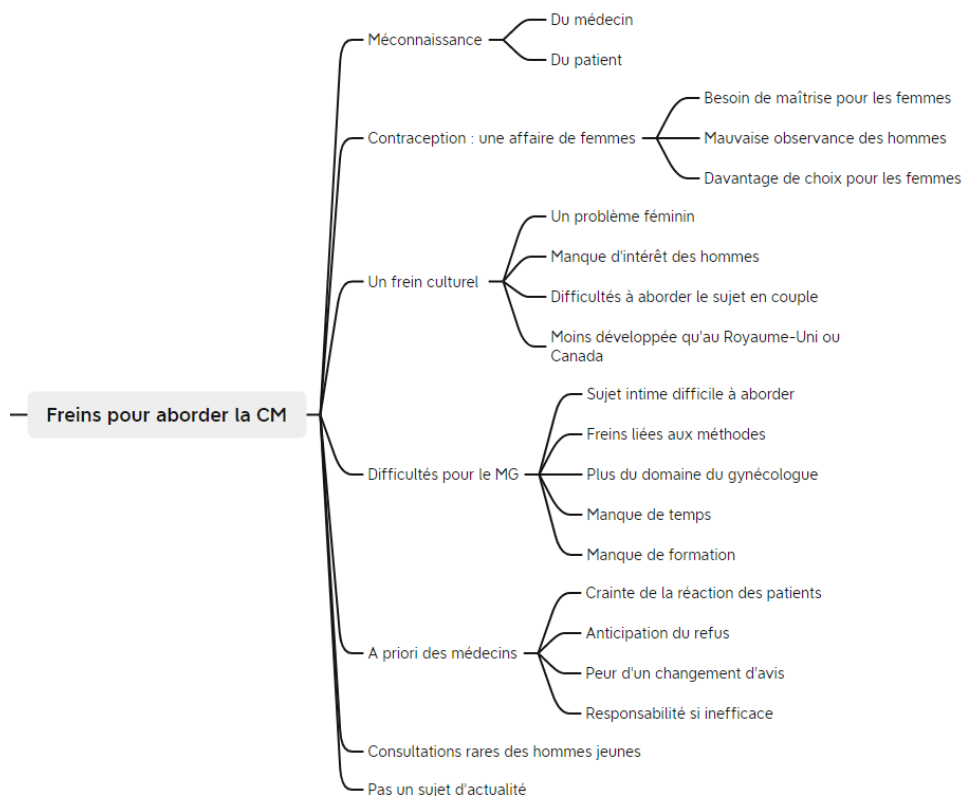 Freins pour aborder la CM
Méconnaissance
Du médecin
Du patient
Contraception : une affaire de femmes
Besoin de maîtrise pour les femmes
Mauvaise observance des hommes
Davantage de choix pour les femmes
Un frein culturel
Un problème féminin
Manque d'intérêt des hommes
Difficultés à aborder le sujet en couple
Moins développée qu'au Royaume-Uni ou
Canada
Difficultés pour le MG
Sujet intime difficile à aborder
Freins liées aux méthodes
Plus du domaine du gynécologue
Manque de temps
Manque de formation
A priori des médecins
Crainte de la réaction des patients
Anticipation du refus
Peur d'un changement d'avis
Responsabilité si inefficace
Consultations rares des hommes jeunes
Pas un sujet d'actualité